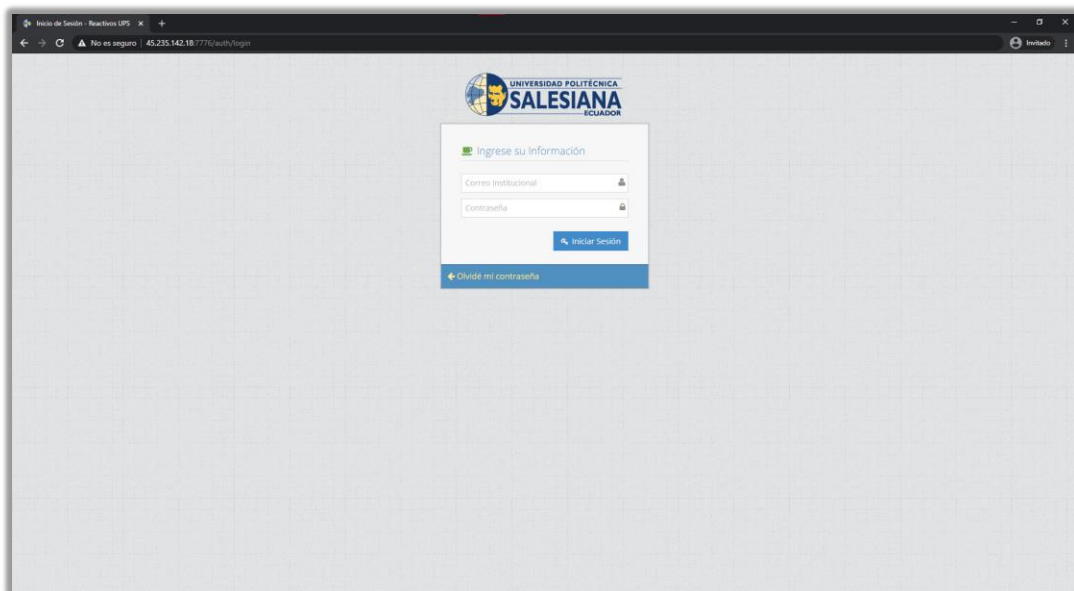 Inicio de Sesión - Reactivos UPS
No es seguro | 45.235.142.18:7776/auth/login
Invitado
UNIVERSIDAD POLITÉCNICA
SALESIANA
ECUADOR
Ingrese su Información
Correo Institucional
Contraseña
Iniciar Sesión
Olvidé mi contraseña